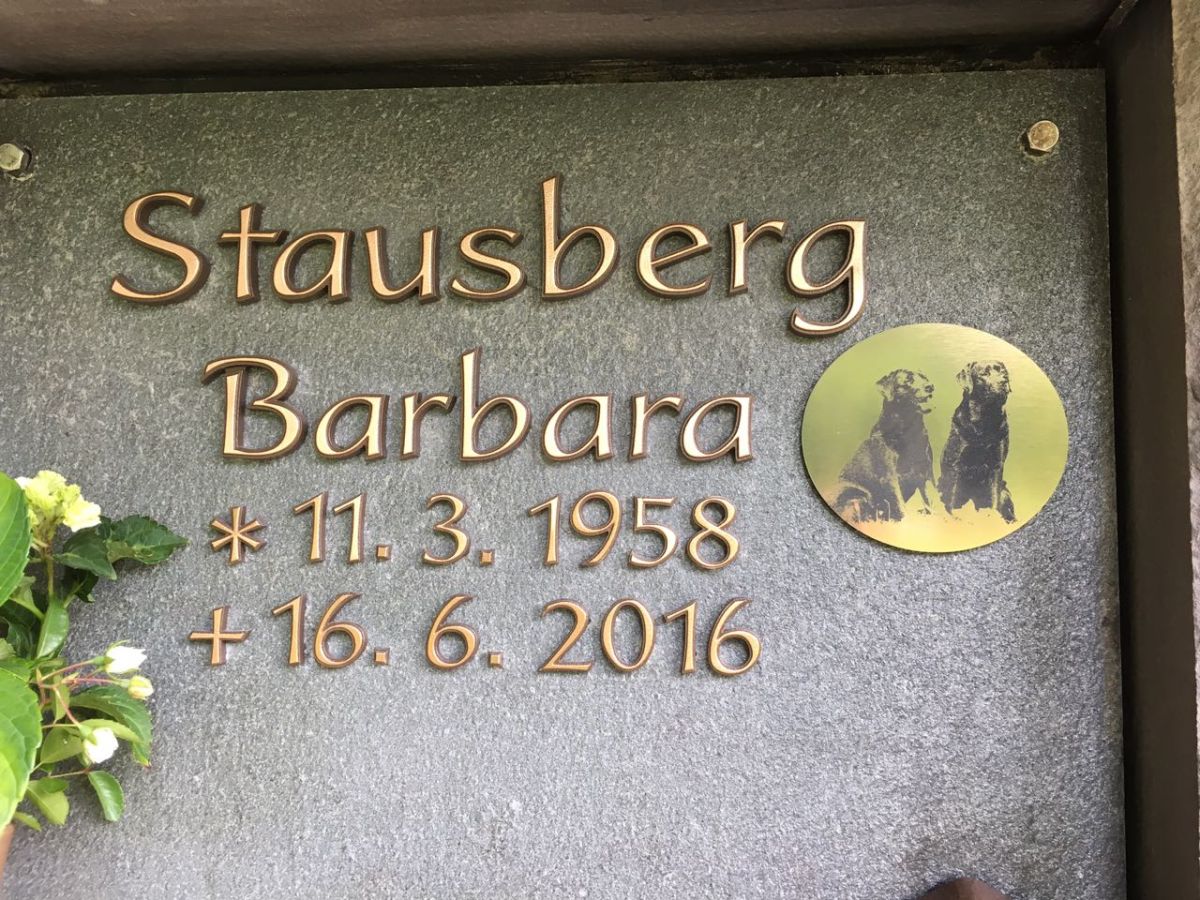 Stausberg
Barbara
* 11. 3. 1958
+ 16. 6. 2016